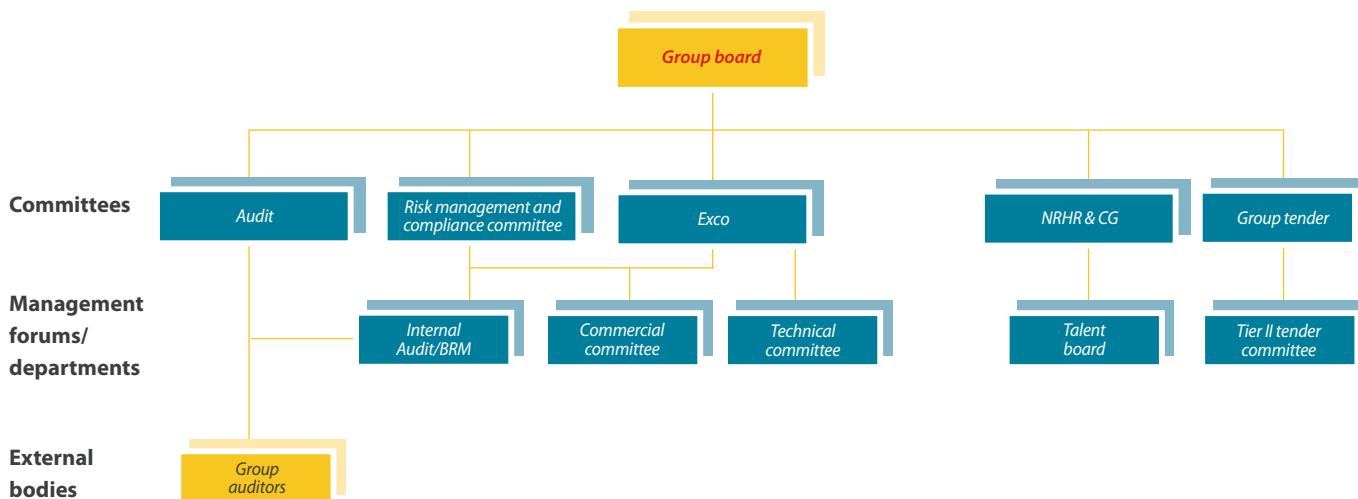 Group board
Committees
Audit
Risk management and
compliance committee
Exco
NRHR & CG
Group tender
Management
forums/
departments
Internal
Audit/BRM
Commercial
committee
Technical
committee
Talent
board
Tier II tender
committee
External
bodies
Group
auditors